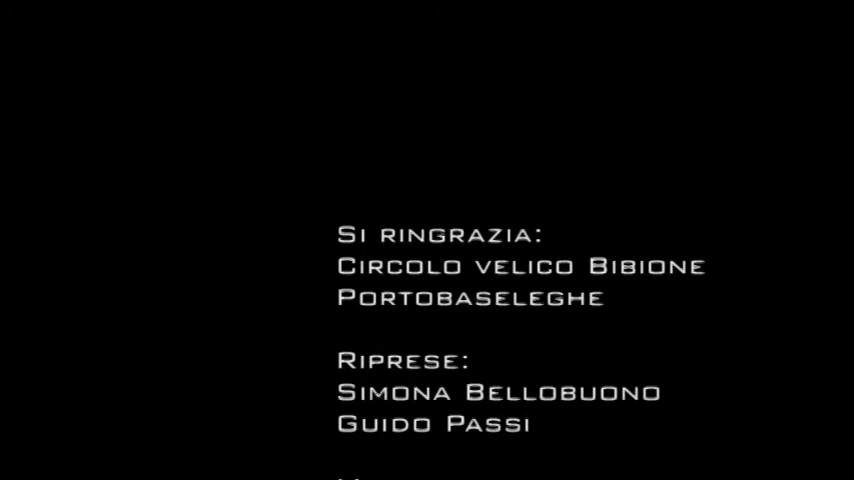 Si ringrazia:
Circolo velico Bibione
Portobaseleghe
Riprese:
Simona Bellobuono
Guido Passi